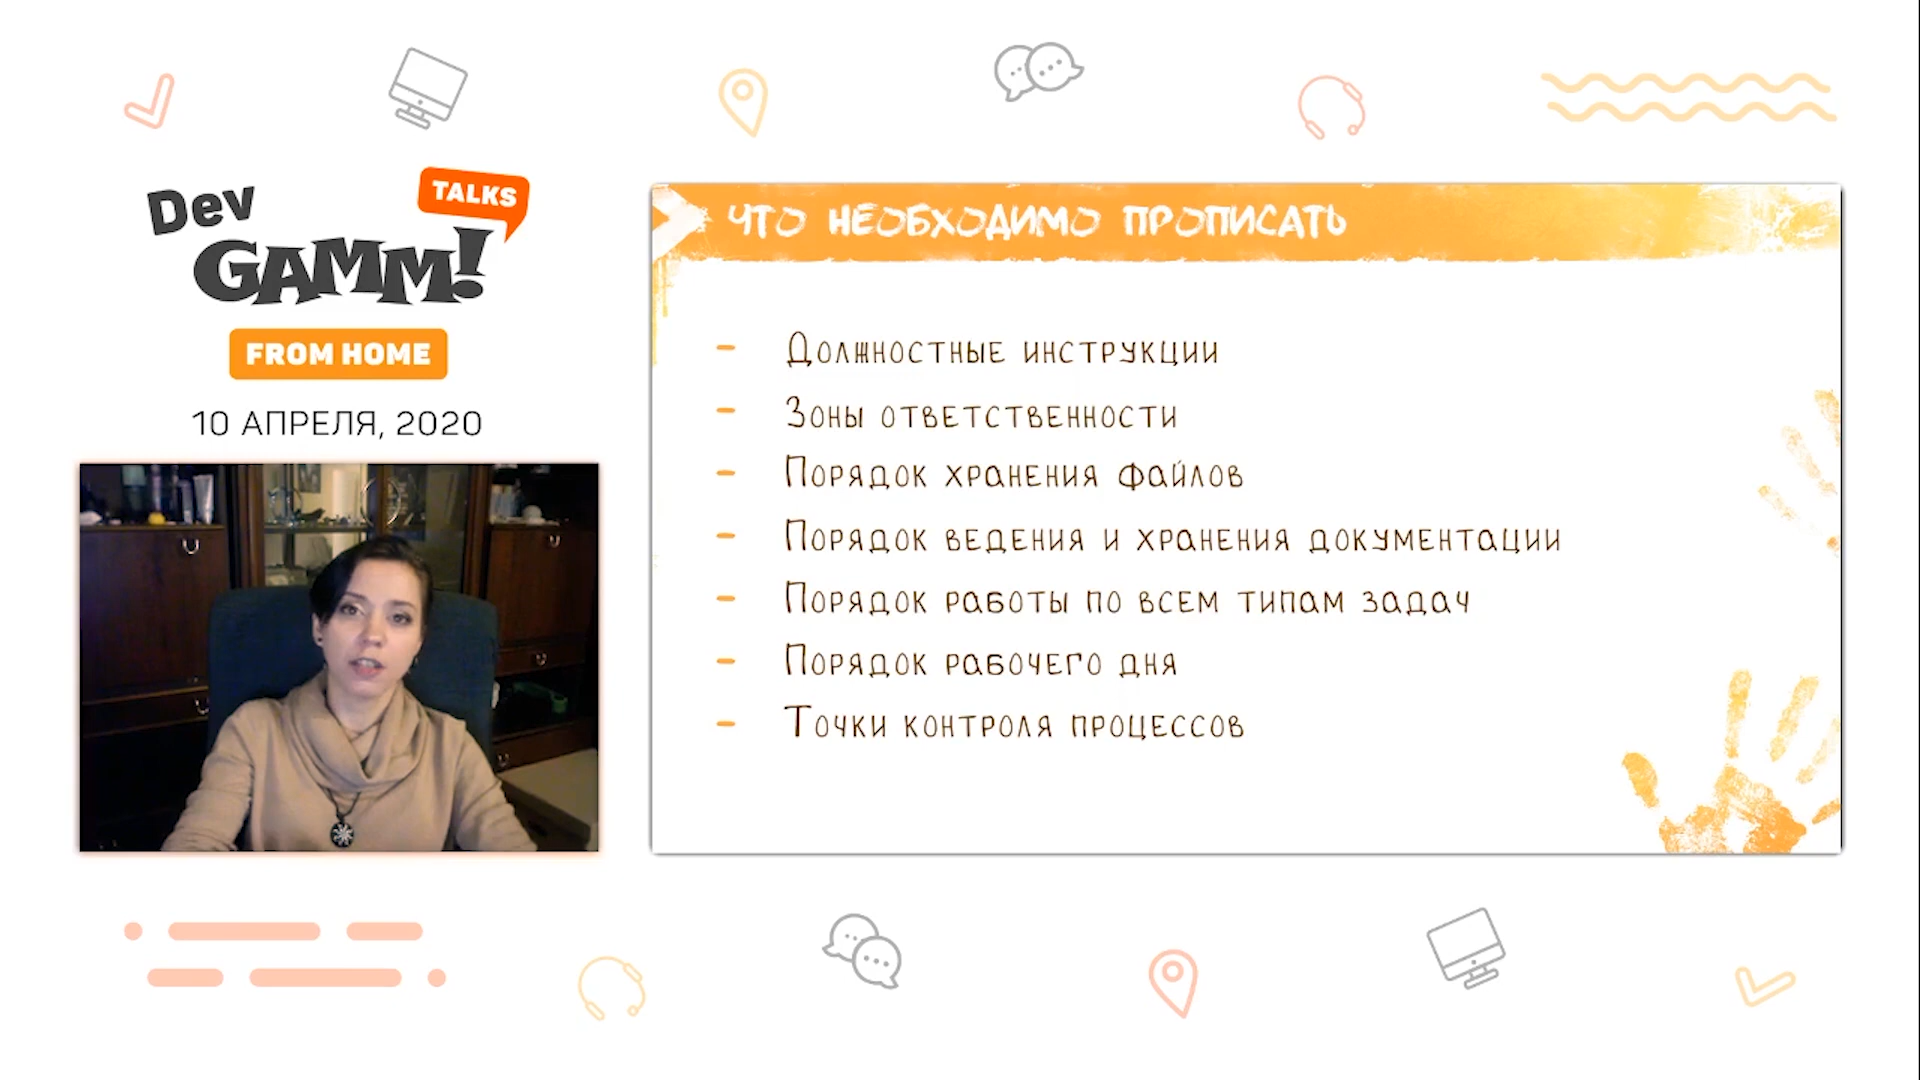 Dev
TALKS
GAMM!
FROM HOME
10 АПРЕЛЯ, 2020
ЧТО НЕОБХОДИМО ПРОПИСАТЬ
- Должностные инструкции
- Зоны ответственности
- Порядок хранения файлов
- Порядок ведения и хранения документации
- Порядок работы по всем типам задач
- Порядок рабочего дня
- Точки контроля процессов